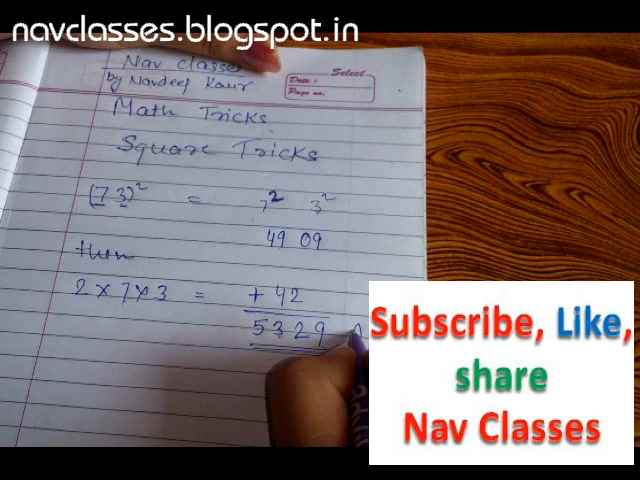 navclasses.blogspot.in
Nav classes
by Navdeep Kaur
Select
Date :
Page no.
Math Tricks
Square Tricks
(73)² = 7² 3²
49 09
then
2 × 7 × 3 = + 42
5329
Subscribe, Like,
share
Nav Classes